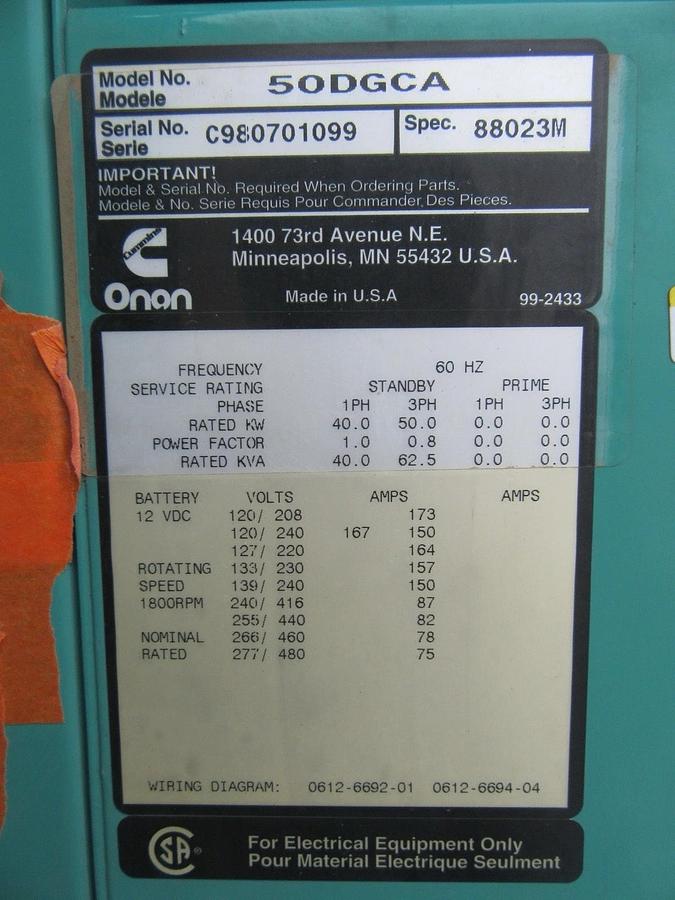 Model No. 50DGCA
Modele
Serial No. C980701099 Spec. 88023M
Serie
IMPORTANT!
Model & Serial No. Required When Ordering Parts.
Modele & No. Serie Requis Pour Commander Des Pieces.
Cummins
1400 73rd Avenue N.E.
Minneapolis, MN 55432 U.S.A.
Onan Made in U.S.A 99-2433
FREQUENCY 60 HZ
SERVICE RATING STANDBY PRIME
PHASE 1PH 3PH 1PH 3PH
RATED KW 40.0 50.0 0.0 0.0
POWER FACTOR 1.0 0.8 0.0 0.0
RATED KVA 40.0 62.5 0.0 0.0
BATTERY VOLTS AMPS AMPS
12 VDC 120/ 208 173
120/ 240 167 150
127/ 220 164
ROTATING 133/ 230 157
SPEED 139/ 240 150
1800RPM 240/ 416 87
255/ 440 82
NOMINAL 266/ 460 78
RATED 277/ 480 75
WIRING DIAGRAM: 0612-6692-01 0612-6694-04
SA ® For Electrical Equipment Only
Pour Material Electrique Seulment